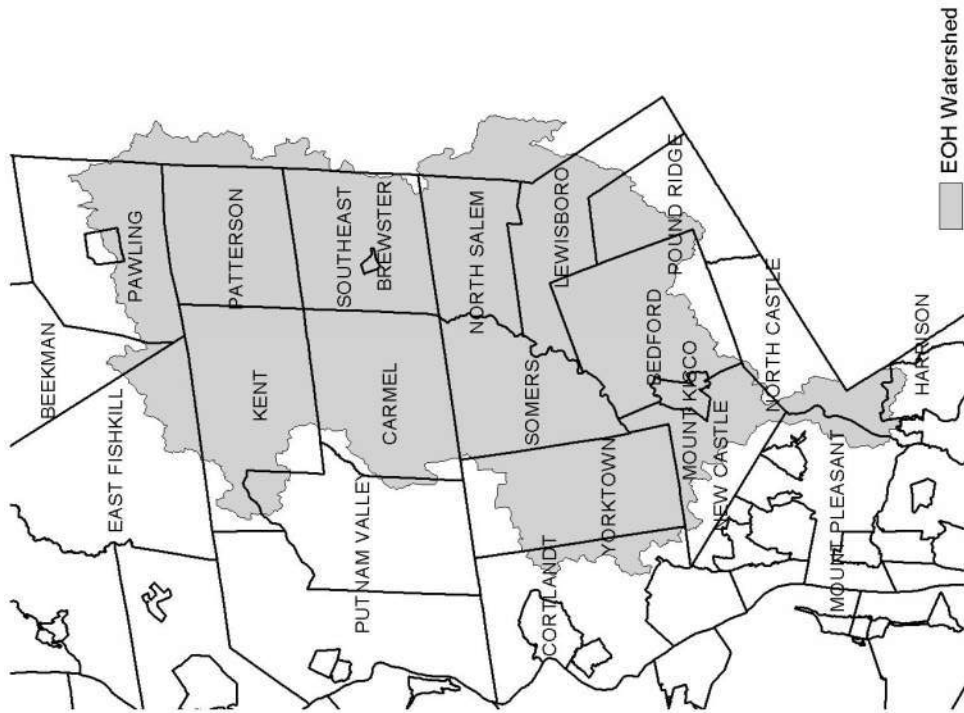 BEEKMAN
PAWLING
EAST FISHKILL
PATTERSON
KENT
SOUTHEAST
BREWSTER
CARMEL
PUTNAM VALLEY
NORTH SALEM
SOMERS
LEWISBORO
YORKTOWN
CORTLANDT
BEDFORD
POUND RIDGE
MOUNT KISCO
NEW CASTLE
NORTH CASTLE
MOUNT PLEASANT
HARRISON
EOH Watershed